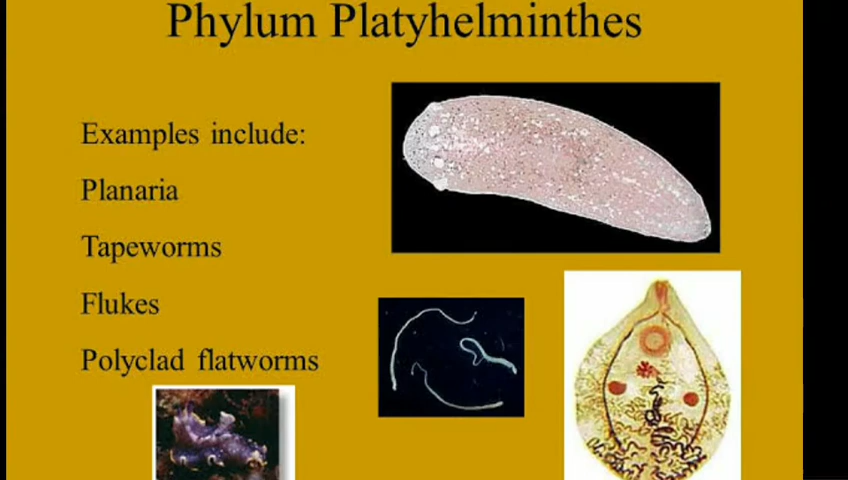 Phylum Platyhelminthes
Examples include:
Planaria
Tapeworms
Flukes
Polyclad flatworms